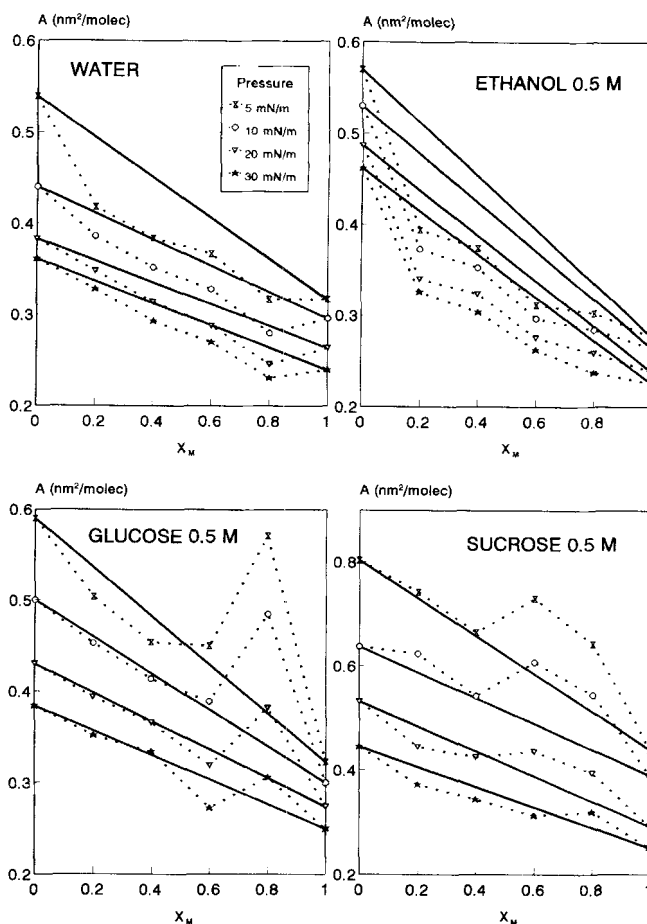 A (nm²/molec)
WATER
Pressure
5 mN/m
10 mN/m
20 mN/m
30 mN/m
0.6
0.5
0.4
0.3
0.2
0 0.2 0.4 0.6 0.8 1
X_M
A (nm²/molec)
ETHANOL 0.5 M
0.6
0.5
0.4
0.3
0.2
0 0.2 0.4 0.6 0.8 1
X_M
A (nm²/molec)
GLUCOSE 0.5 M
0.6
0.5
0.4
0.3
0.2
0 0.2 0.4 0.6 0.8 1
X_M
A (nm²/molec)
SUCROSE 0.5 M
0.8
0.6
0.4
0.2
0 0.2 0.4 0.6 0.8 1
X_M